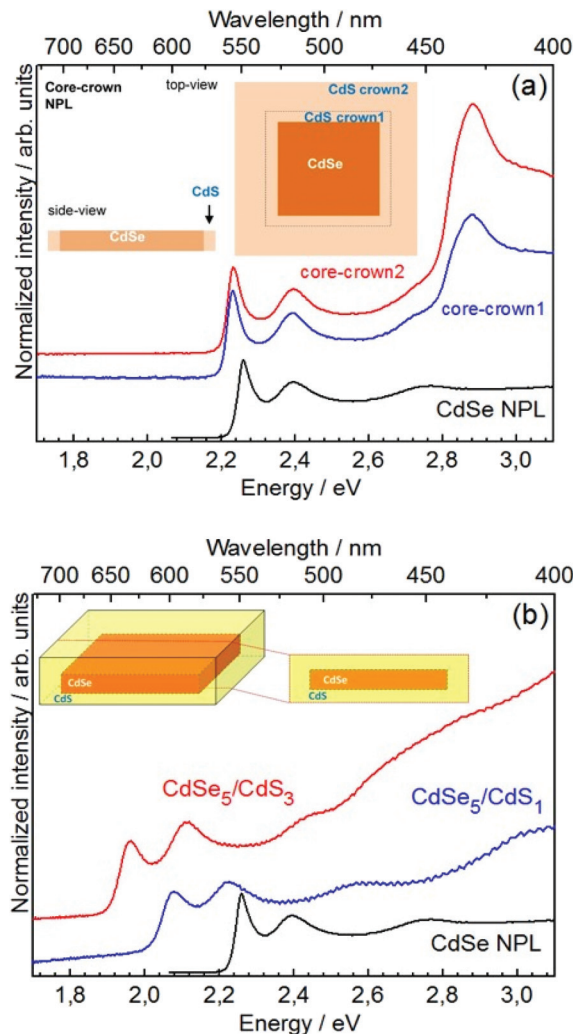 Wavelength / nm
700 650 600 550 500 450 400
(a)
Core-crown
NPL
top-view
CdS crown2
CdS crown1
CdSe
CdS
side-view
CdSe
core-crown2
core-crown1
CdSe NPL
Normalized intensity / arb. units
1,8 2,0 2,2 2,4 2,6 2,8 3,0
Energy / eV
Wavelength / nm
700 650 600 550 500 450 400
(b)
CdSe
CdS
CdSe
CdS
CdSe5/CdS3
CdSe5/CdS1
CdSe NPL
Normalized intensity / arb. units
1,8 2,0 2,2 2,4 2,6 2,8 3,0
Energy / eV